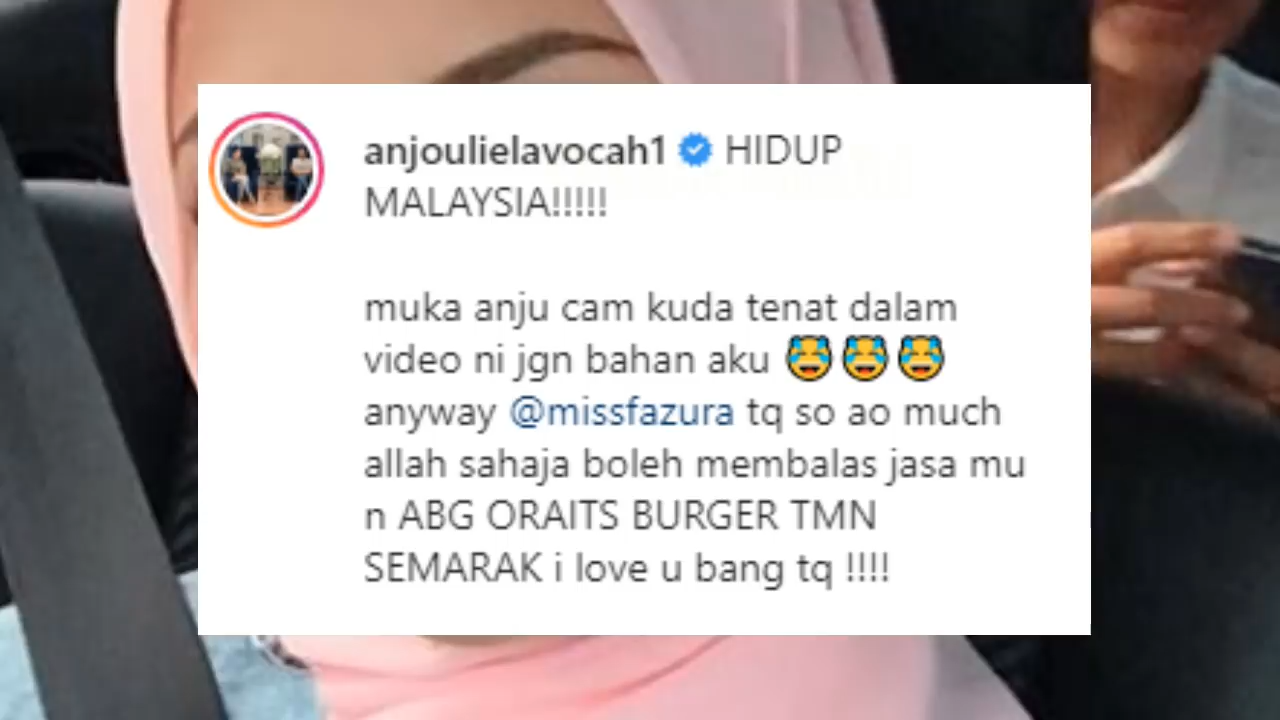 anjoulielavocah1 HIDUP
MALAYSIA!!!!!
muka anju cam kuda tenat dalam
video ni jgn bahan aku 😹😹😹
anyway @missfazura tq so ao much
allah sahaja boleh membalas jasa mu
n ABG ORAITS BURGER TMN
SEMARAK i love u bang tq !!!!